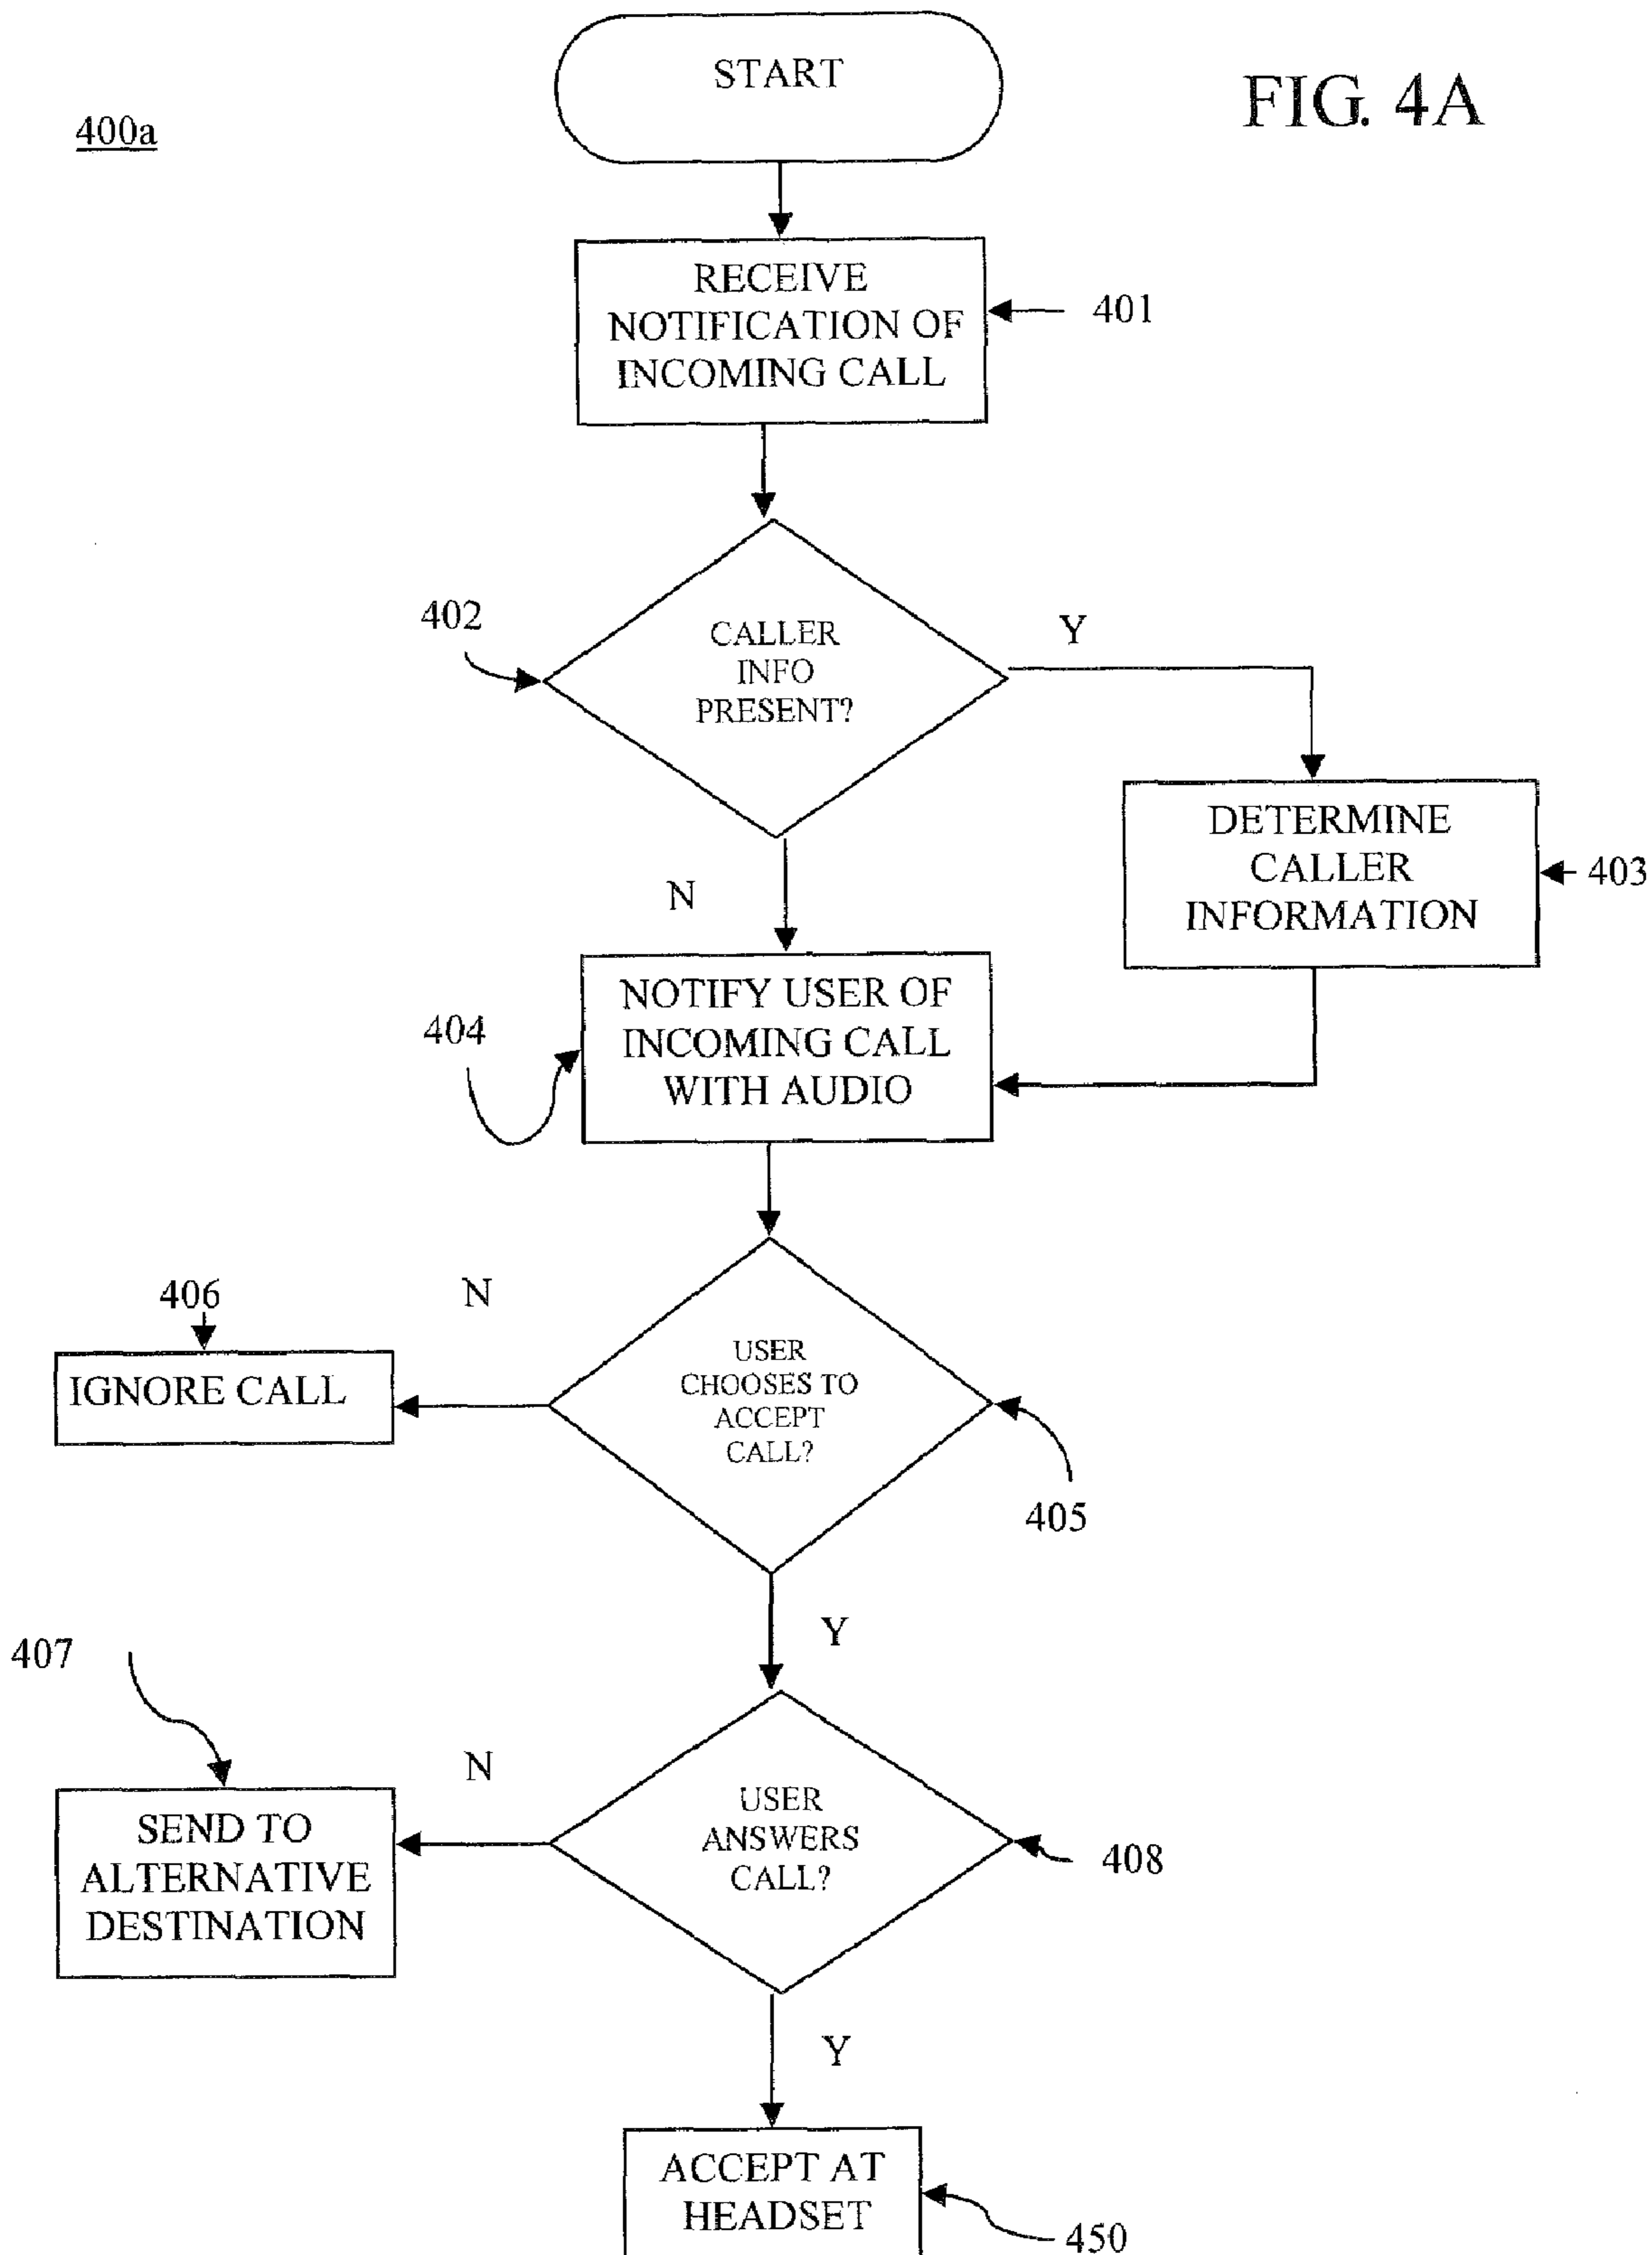 START
FIG. 4A
400a
RECEIVE
NOTIFICATION OF
INCOMING CALL
401
402
CALLER
INFO
PRESENT?
Y
DETERMINE
CALLER
INFORMATION
403
N
NOTIFY USER OF
INCOMING CALL
WITH AUDIO
404
406
N
IGNORE CALL
USER
CHOOSES TO
ACCEPT
CALL?
405
Y
407
N
SEND TO
ALTERNATIVE
DESTINATION
USER
ANSWERS
CALL?
408
Y
ACCEPT AT
HEADSET
450